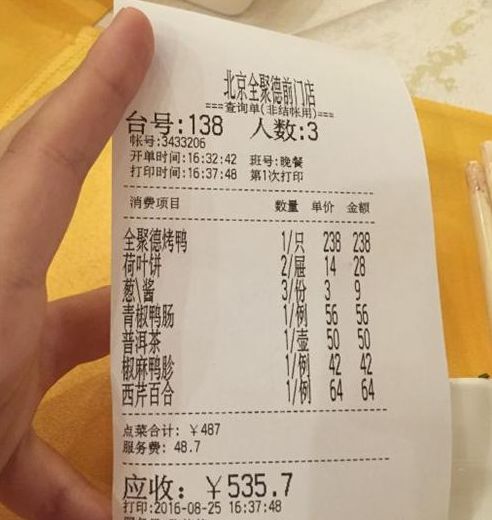 北京全聚德前门店
===查询单(非结帐用)===
台号:138 人数:3
帐号:3433206
开单时间:16:32:42 班号:晚餐
打印时间:16:37:48 第1次打印
消费项目 数量 单价 金额
全聚德烤鸭 1/只 238 238
荷叶饼 2/屉 14 28
葱\酱 3/份 3 9
青椒鸭肠 1/例 56 56
普洱茶 1/壶 50 50
椒麻鸭胗 1/例 42 42
西芹百合 1/例 64 64
点菜合计: ￥487
服务费: 48.7
应收: ￥535.7
打印:2016-08-25 16:37:48